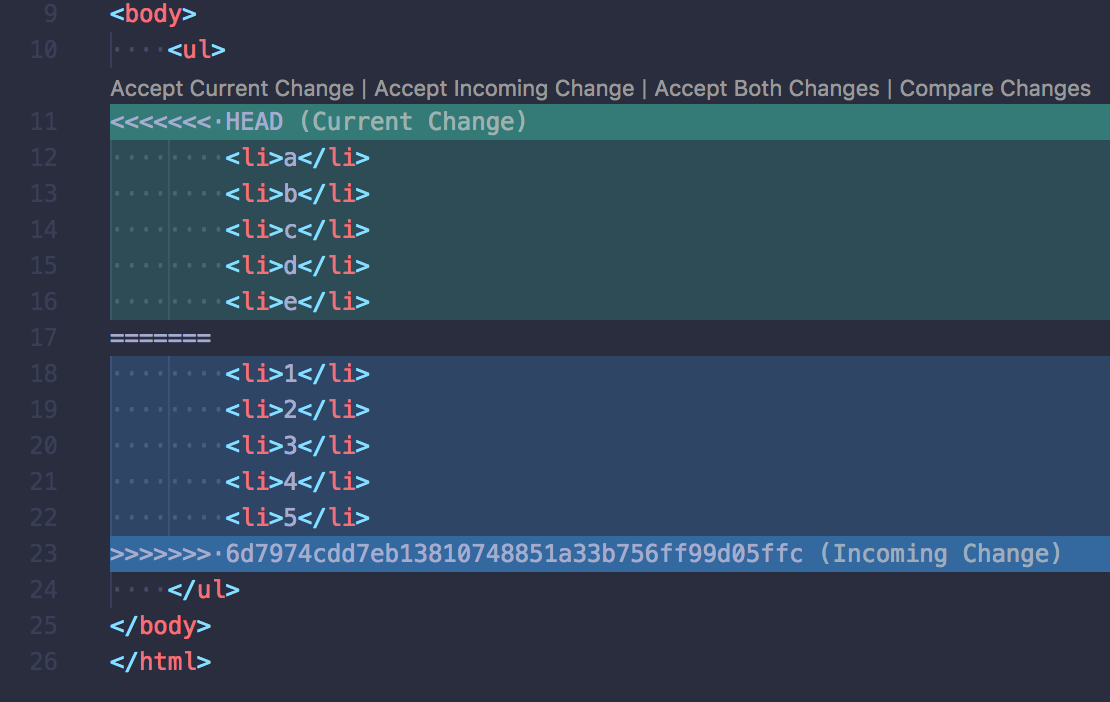 9 <body>
10 ····<ul>
Accept Current Change | Accept Incoming Change | Accept Both Changes | Compare Changes
11 <<<<<<<·HEAD (Current Change)
12 ········<li>a</li>
13 ········<li>b</li>
14 ········<li>c</li>
15 ········<li>d</li>
16 ········<li>e</li>
17 =======
18 ········<li>1</li>
19 ········<li>2</li>
20 ········<li>3</li>
21 ········<li>4</li>
22 ········<li>5</li>
23 >>>>>>>·6d7974cdd7eb13810748851a33b756ff99d05ffc (Incoming Change)
24 ····</ul>
25 </body>
26 </html>